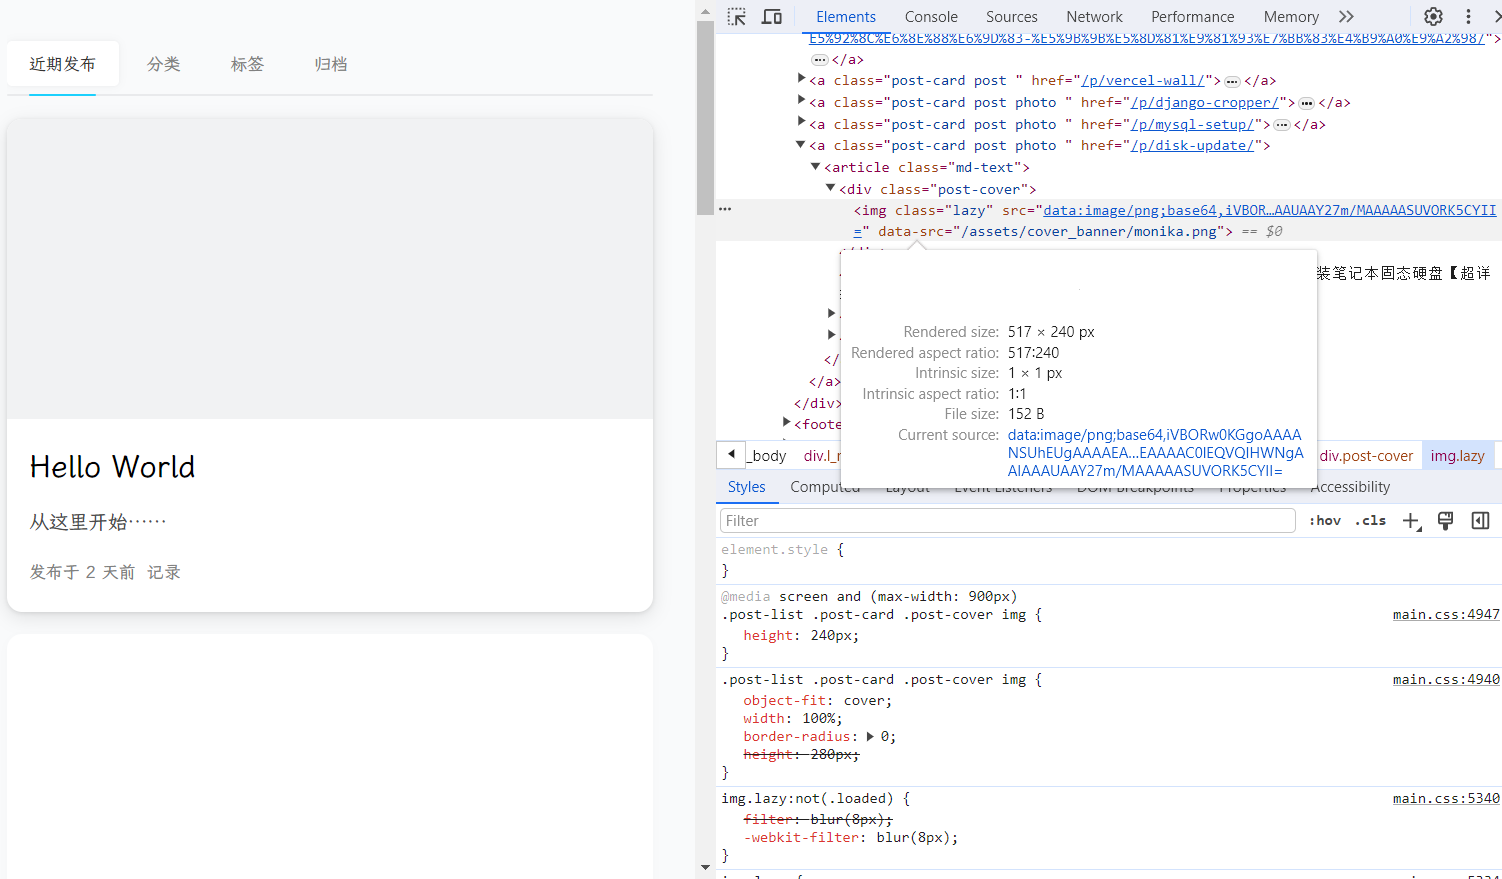 近期发布 分类 标签 归档
Hello World
从这里开始……
发布于 2 天前 记录
Elements Console Sources Network Performance Memory
E5%92%8C%E6%8E%88%E6%9D%83-%E5%9B%9B%E5%8D%81%E9%81%93%E7%BB%83%E4%B9%A0%E9%A2%98/">
</a>
<a class="post-card post " href="/p/vercel-wall/"> </a>
<a class="post-card post photo " href="/p/django-cropper/"> </a>
<a class="post-card post photo " href="/p/mysql-setup/"> </a>
<a class="post-card post photo " href="/p/disk-update/">
<article class="md-text">
<div class="post-cover">
<img class="lazy" src="data:image/png;base64,iVBOR…AAUAAY27m/MAAAAASUVORK5CYII
=" data-src="/assets/cover_banner/monika.png"> == $0
装笔记本固态硬盘【超详
Rendered size: 517 × 240 px
Rendered aspect ratio: 517∶240
Intrinsic size: 1 × 1 px
</
Intrinsic aspect ratio: 1∶1
</a>
</div>
File size: 152 B
<foote
Current source: data:image/png;base64,iVBORw0KGgoAAAA
NSUhEUgAAAAEA…EAAAAC0lEQVQIHWNgA
AIAAAUAAY27m/MAAAAASUVORK5CYII=
_body div.l_ div.post-cover img.lazy
Styles Computed Layout Event Listeners DOM Breakpoints Properties Accessibility
Filter :hov .cls
element.style {
}
@media screen and (max-width: 900px)
.post-list .post-card .post-cover img { main.css:4947
height: 240px;
}
.post-list .post-card .post-cover img { main.css:4940
object-fit: cover;
width: 100%;
border-radius: 0;
height: 280px;
}
img.lazy:not(.loaded) { main.css:5340
filter: blur(8px);
-webkit-filter: blur(8px);
}